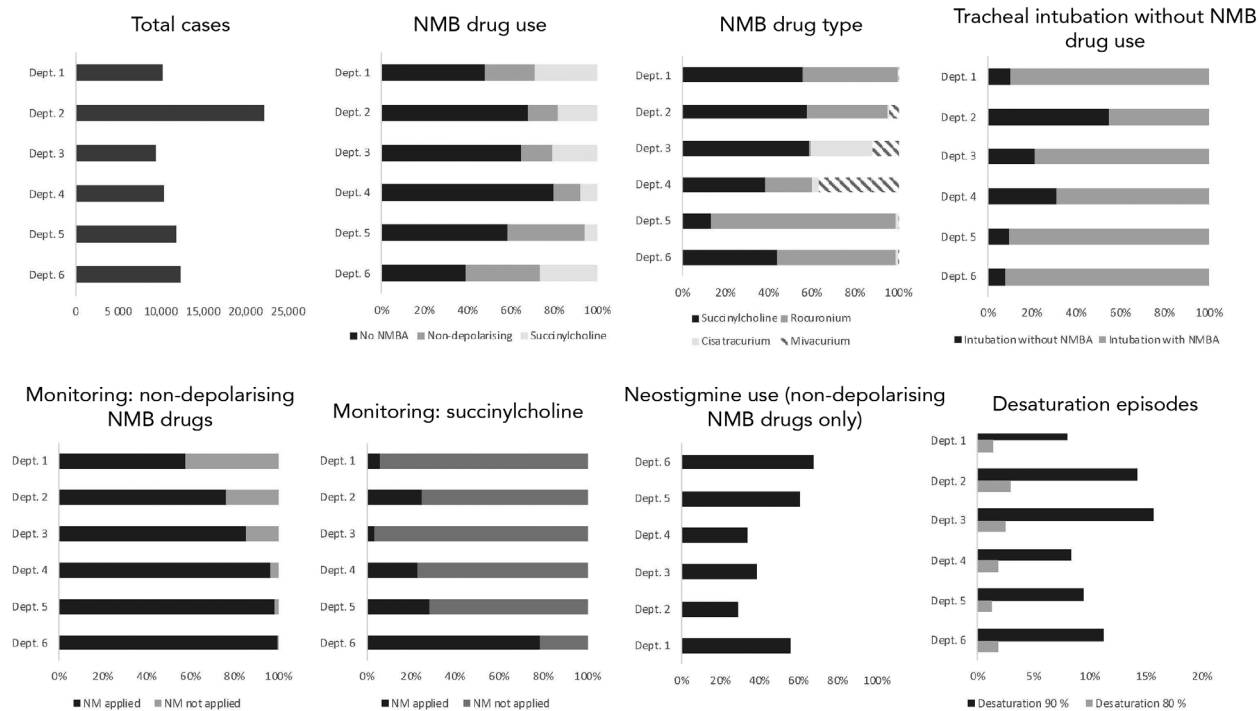 Total cases
Dept. 1
Dept. 2
Dept. 3
Dept. 4
Dept. 5
Dept. 6
0
5 000
10,000
15,000
20,000
25,000
NMB drug use
Dept. 1
Dept. 2
Dept. 3
Dept. 4
Dept. 5
Dept. 6
0% 20% 40% 60% 80% 100%
No NMBA Non-depolarising Succinylcholine
NMB drug type
Dept. 1
Dept. 2
Dept. 3
Dept. 4
Dept. 5
Dept. 6
0% 20% 40% 60% 80% 100%
Succinylcholine Rocuronium
Cisatracurium Mivacurium
Tracheal intubation without NMB
drug use
Dept. 1
Dept. 2
Dept. 3
Dept. 4
Dept. 5
Dept. 6
0% 20% 40% 60% 80% 100%
Intubation without NMBA Intubation with NMBA
Monitoring: non-depolarising
NMB drugs
Dept. 1
Dept. 2
Dept. 3
Dept. 4
Dept. 5
Dept. 6
0% 20% 40% 60% 80% 100%
NM applied NM not applied
Monitoring: succinylcholine
Dept. 1
Dept. 2
Dept. 3
Dept. 4
Dept. 5
Dept. 6
0% 20% 40% 60% 80% 100%
NM applied NM not applied
Neostigmine use (non-depolarising
NMB drugs only)
Dept. 6
Dept. 5
Dept. 4
Dept. 3
Dept. 2
Dept. 1
0% 20% 40% 60% 80% 100%
Desaturation episodes
Dept. 1
Dept. 2
Dept. 3
Dept. 4
Dept. 5
Dept. 6
0% 5% 10% 15% 20%
Desaturation 90 % Desaturation 80 %